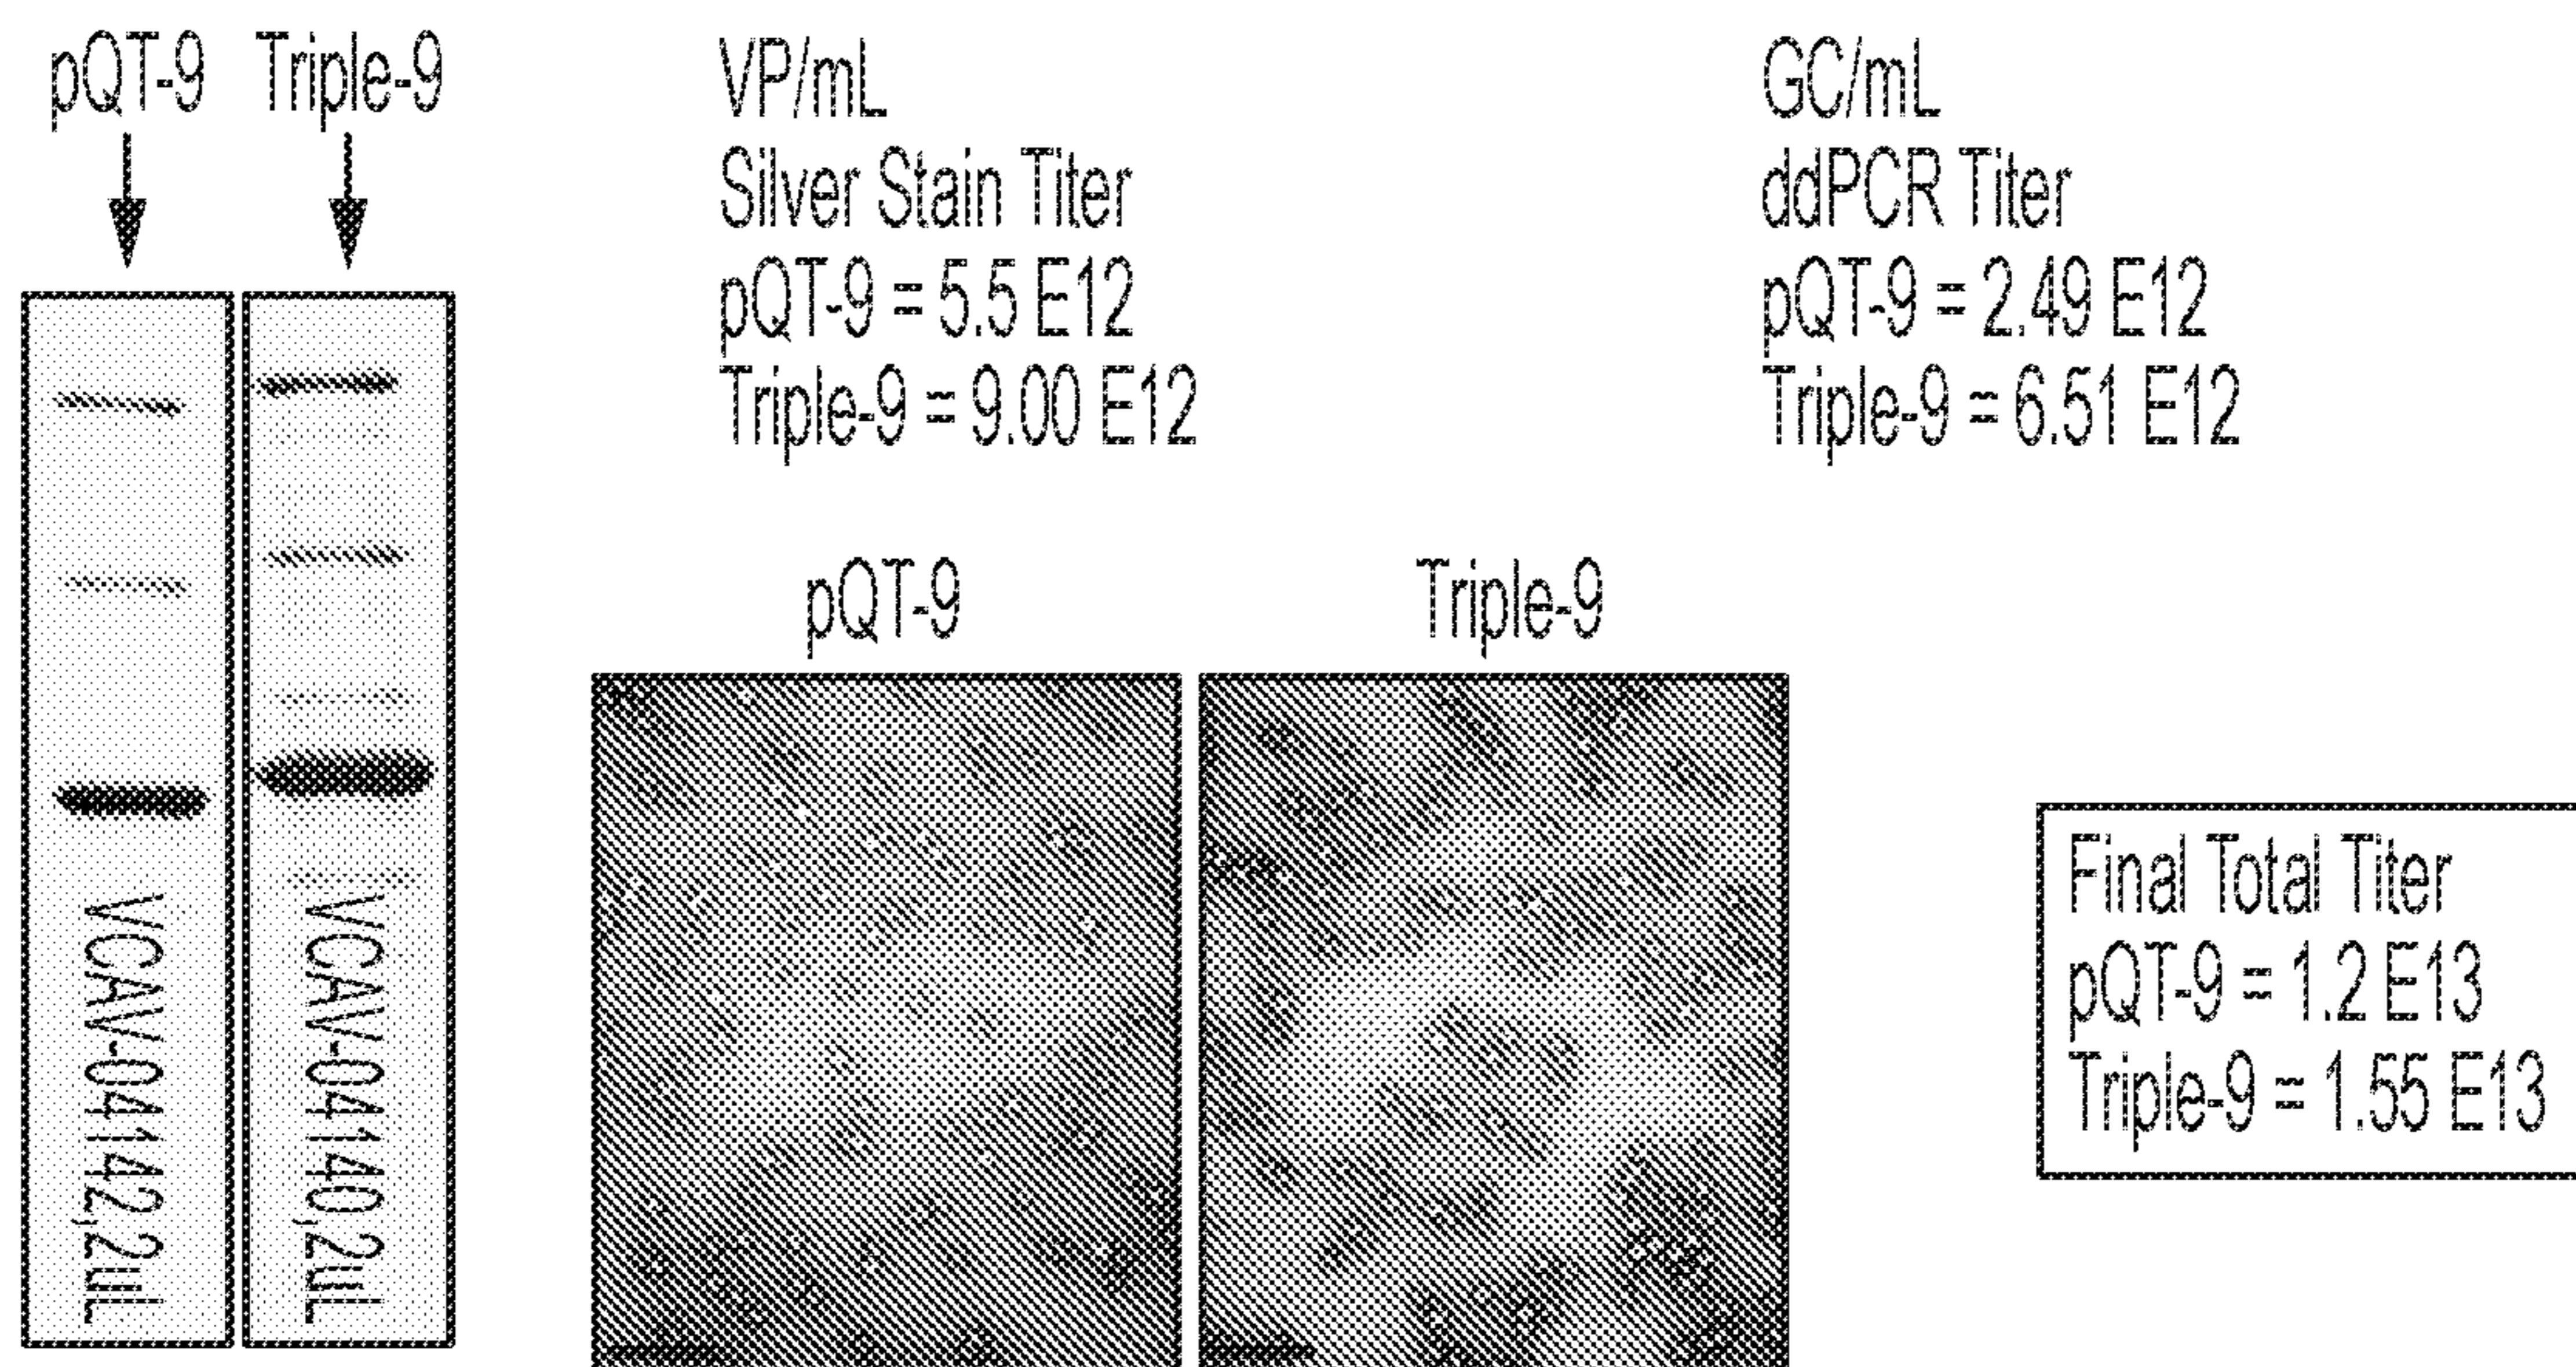 pQT-9 Triple-9
VP/mL
Silver Stain Titer
pQT-9 = 5.5 E12
Triple-9 = 9.00 E12
GC/mL
ddPCR Titer
pQT-9 = 2.49 E12
Triple-9 = 6.51 E12
VCAV-04142,2uL
VCAV-04140,2uL
pQT-9
Triple-9
Final Total Titer
pQT-9 = 1.2 E13
Triple-9 = 1.55 E13